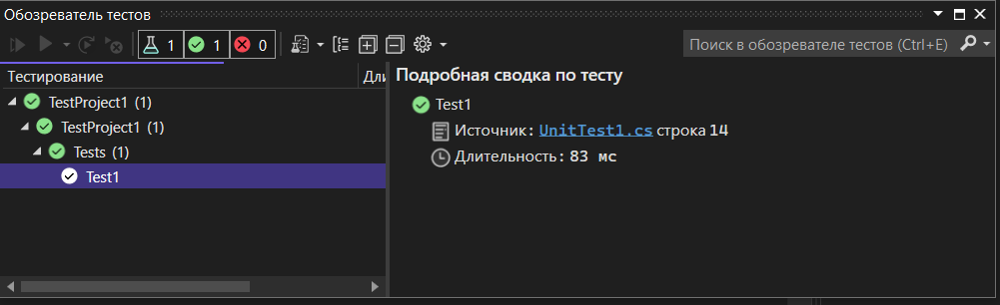 Обозреватель тестов
1 1 0
Поиск в обозревателе тестов (Ctrl+E)
Тестирование Дли
TestProject1 (1)
TestProject1 (1)
Tests (1)
Test1
Подробная сводка по тесту
Test1
Источник: UnitTest1.cs строка 14
Длительность: 83 мс